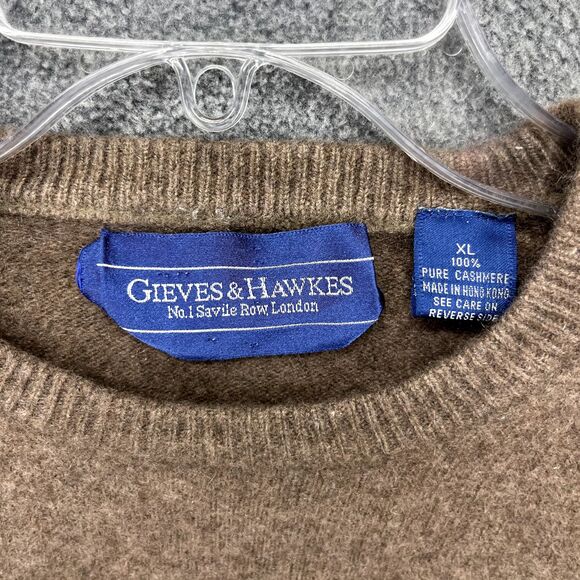 GIEVES & HAWKES
No.1 Savile Row, London
XL
100%
PURE CASHMERE
MADE IN HONG KONG
SEE CARE ON
REVERSE SIDE